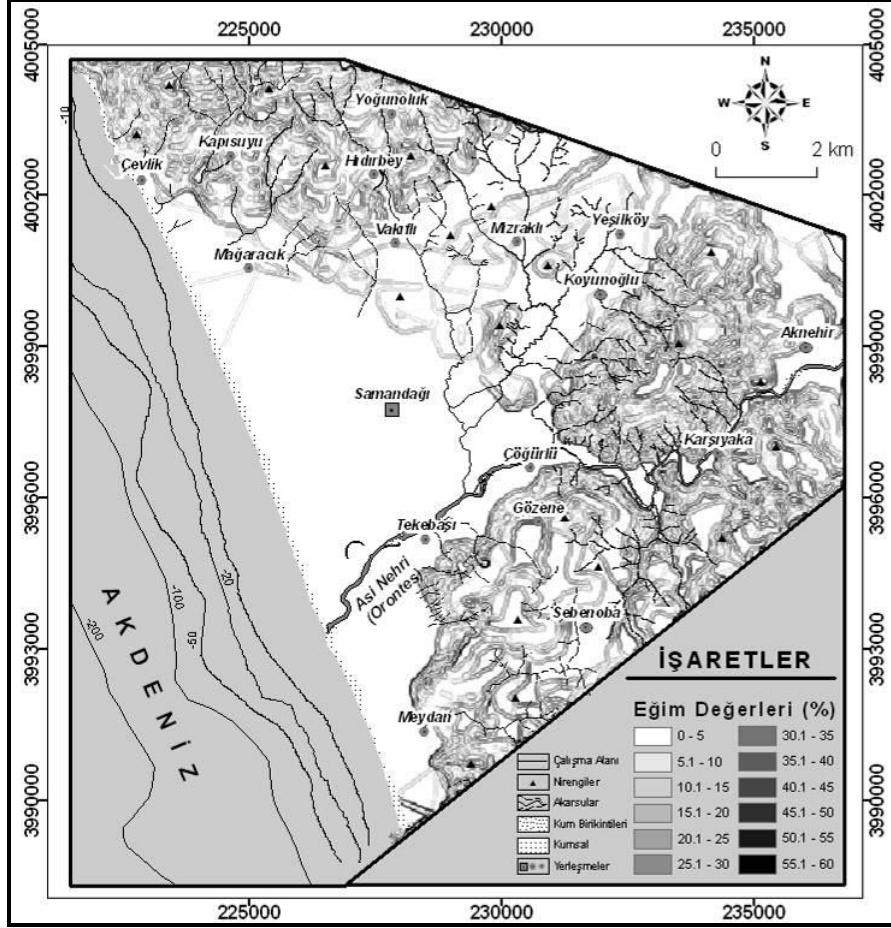 225000 230000 235000
4005000
4002000
3999000
3996000
3993000
3990000
N
W E
S
0 2 km
4005000
4002000
3999000
3996000
3993000
3990000
-10
Yoğunoluk
Kapısuyu
Hıdırbey
Çevlik
Vakıflı
Mızraklı
Yeşilköy
Mağaracık
Koyunoğlu
Aknehir
Samandağı
Karşıyaka
Çöğürlü
Gözene
Tekebaşı
Asi Nehri
(Orontes)
Sebenoba
Meydan
AKDENİZ
-20
-100
-50
-200
İŞARETLER
Eğim Değerleri (%)
0 - 5 30.1 - 35
5.1 - 10 35.1 - 40
10.1 - 15 40.1 - 45
15.1 - 20 45.1 - 50
20.1 - 25 50.1 - 55
25.1 - 30 55.1 - 60
Çalışma Alanı
Nirengiler
Akarsular
Kum Birikintileri
Kumsal
Yerleşmeler
225000 230000 235000